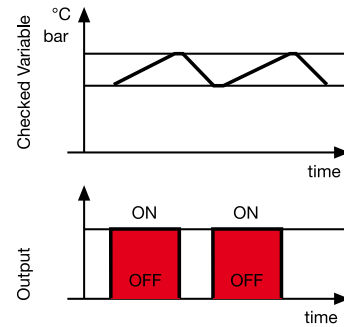 °C
bar
Checked Variable
time
ON ON
OFF OFF
Output
time